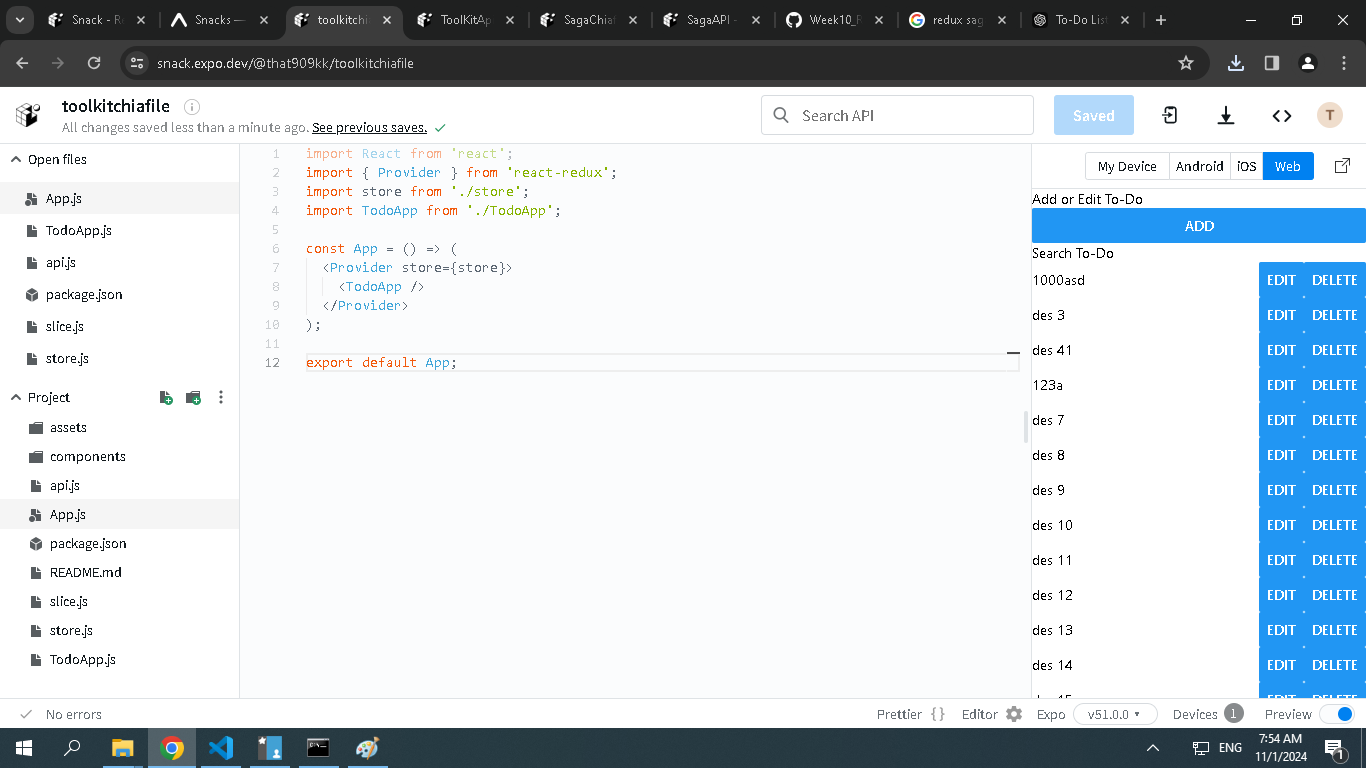 Snack - Re
Snacks —
toolkitchia
ToolKitAp
SagaChiaf
SagaAPI -
Week10_R
redux sag
To-Do List
snack.expo.dev/@that909kk/toolkitchiafile
toolkitchiafile
All changes saved less than a minute ago. See previous saves.
Search API
Saved
T
Open files
App.js
TodoApp.js
api.js
package.json
slice.js
store.js
Project
assets
components
api.js
App.js
package.json
README.md
slice.js
store.js
TodoApp.js
1 import React from 'react';
2 import { Provider } from 'react-redux';
3 import store from './store';
4 import TodoApp from './TodoApp';
5
6 const App = () => (
7 <Provider store={store}>
8 <TodoApp />
9 </Provider>
10 );
11
12 export default App;
My Device Android iOS Web
Add or Edit To-Do
ADD
Search To-Do
1000asd EDIT DELETE
des 3 EDIT DELETE
des 41 EDIT DELETE
123a EDIT DELETE
des 7 EDIT DELETE
des 8 EDIT DELETE
des 9 EDIT DELETE
des 10 EDIT DELETE
des 11 EDIT DELETE
des 12 EDIT DELETE
des 13 EDIT DELETE
des 14 EDIT DELETE
des 15 EDIT DELETE
No errors
Prettier {} Editor Expo v51.0.0 Devices 1 Preview
ENG
7:54 AM
11/1/2024
1